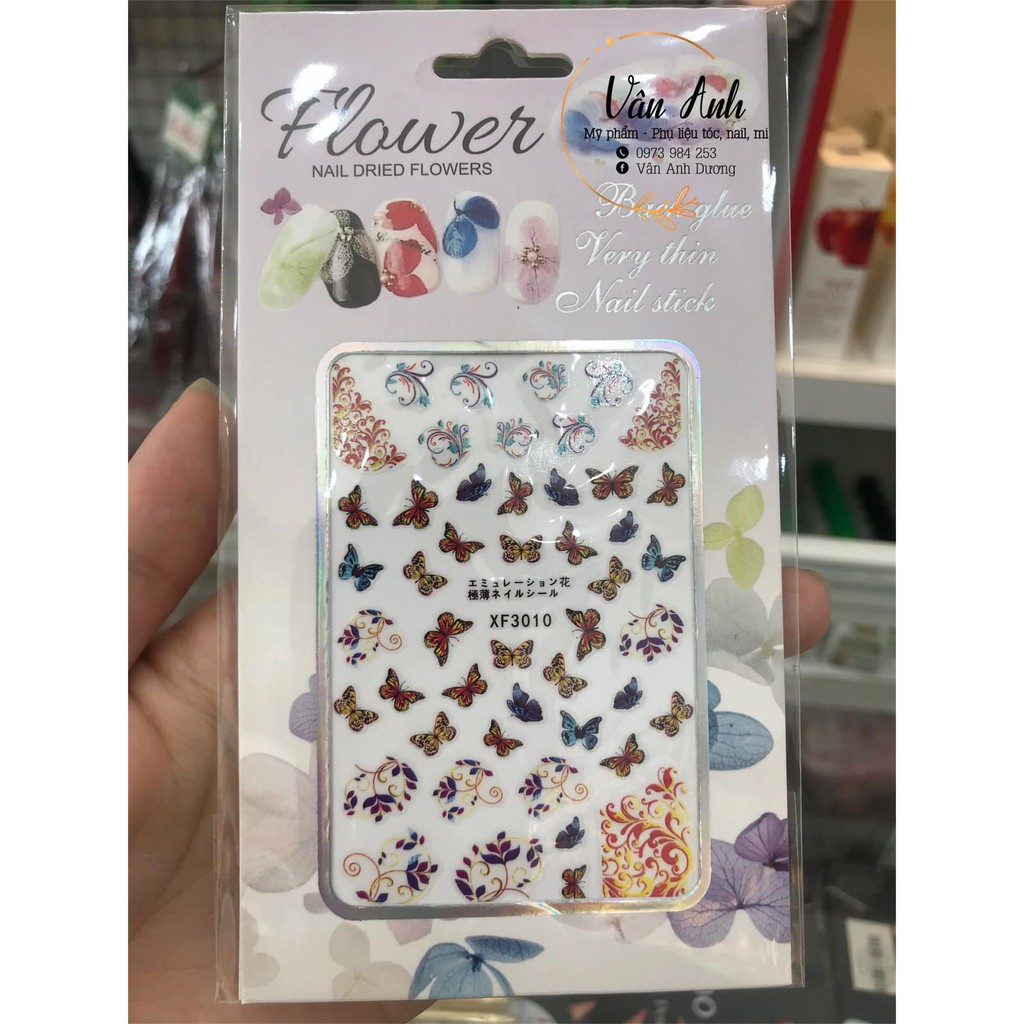 Flower
NAIL DRIED FLOWERS
Vân Anh
Mỹ phẩm - Phụ liệu tóc, nail, mi
0973 984 253
Vân Anh Dương
Back glue
Very thin
Nail stick
エミュレーション花
極薄ネイルシール
XF3010